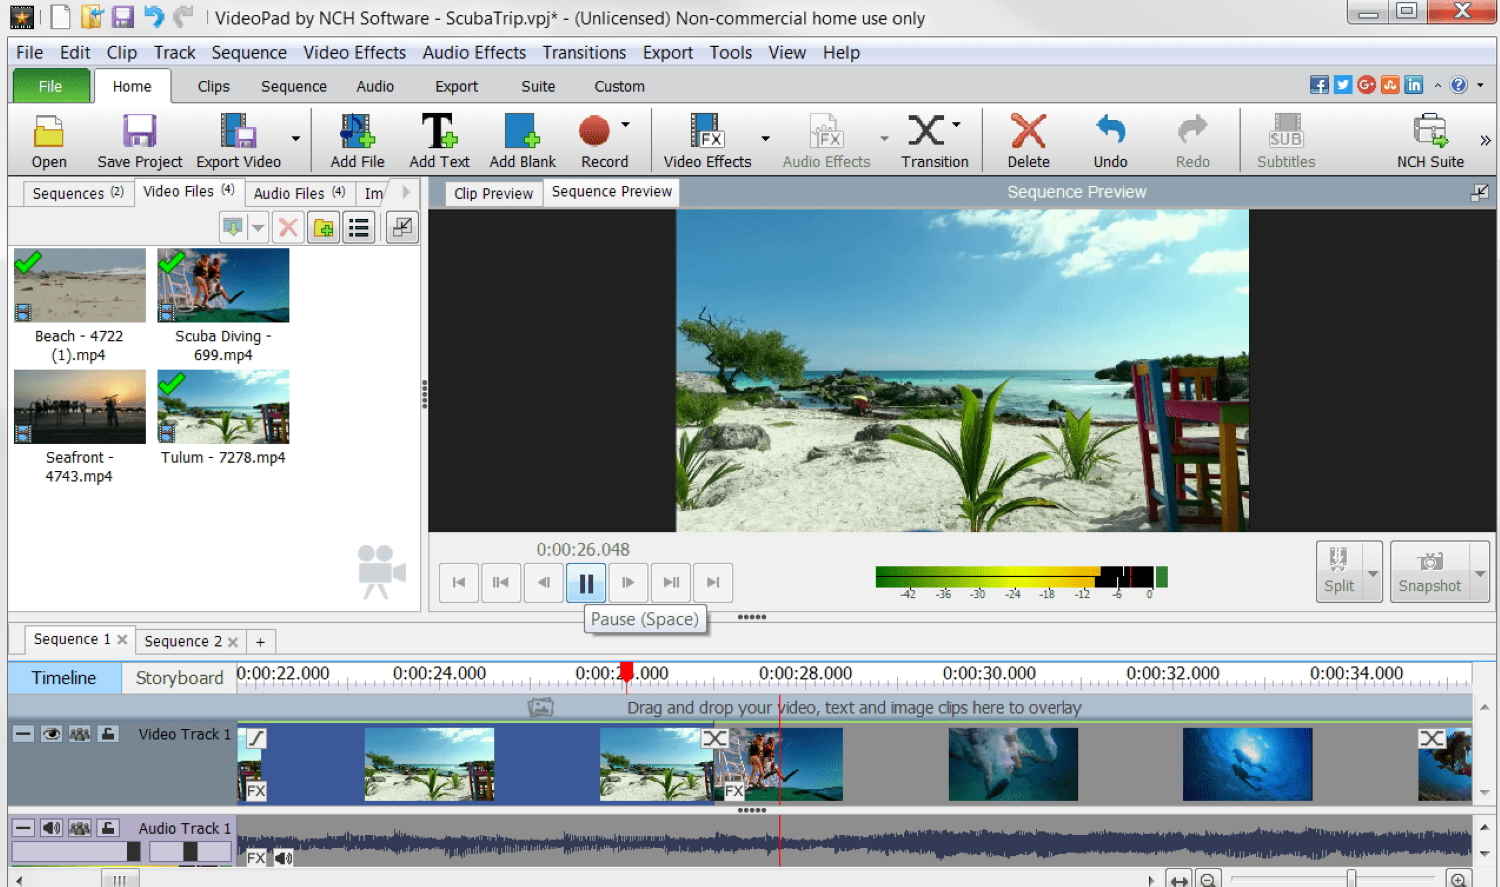 VideoPad by NCH Software - ScubaTrip.vpj* - (Unlicensed) Non-commercial home use only
File Edit Clip Track Sequence Video Effects Audio Effects Transitions Export Tools View Help
File Home Clips Sequence Audio Export Suite Custom
FX FX SUB
Open Save Project Export Video Add File Add Text Add Blank Record Video Effects Audio Effects Transition Delete Undo Redo Subtitles NCH Suite
Sequences (2) Video Files (4) Audio Files (4) Im
Clip Preview Sequence Preview Sequence Preview
Beach - 4722
(1).mp4
Scuba Diving -
699.mp4
Seafront -
4743.mp4
Tulum - 7278.mp4
0:00:26.048
-42 -36 -30 -24 -18 -12 -6 0
Split Snapshot
Pause (Space)
Sequence 1 Sequence 2 +
Timeline Storyboard
0:00:22.000 0:00:24.000 0:00:2 .000 0:00:28.000 0:00:30.000 0:00:32.000 0:00:34.000
Drag and drop your video, text and image clips here to overlay
Video Track 1
FX FX
Audio Track 1
FX